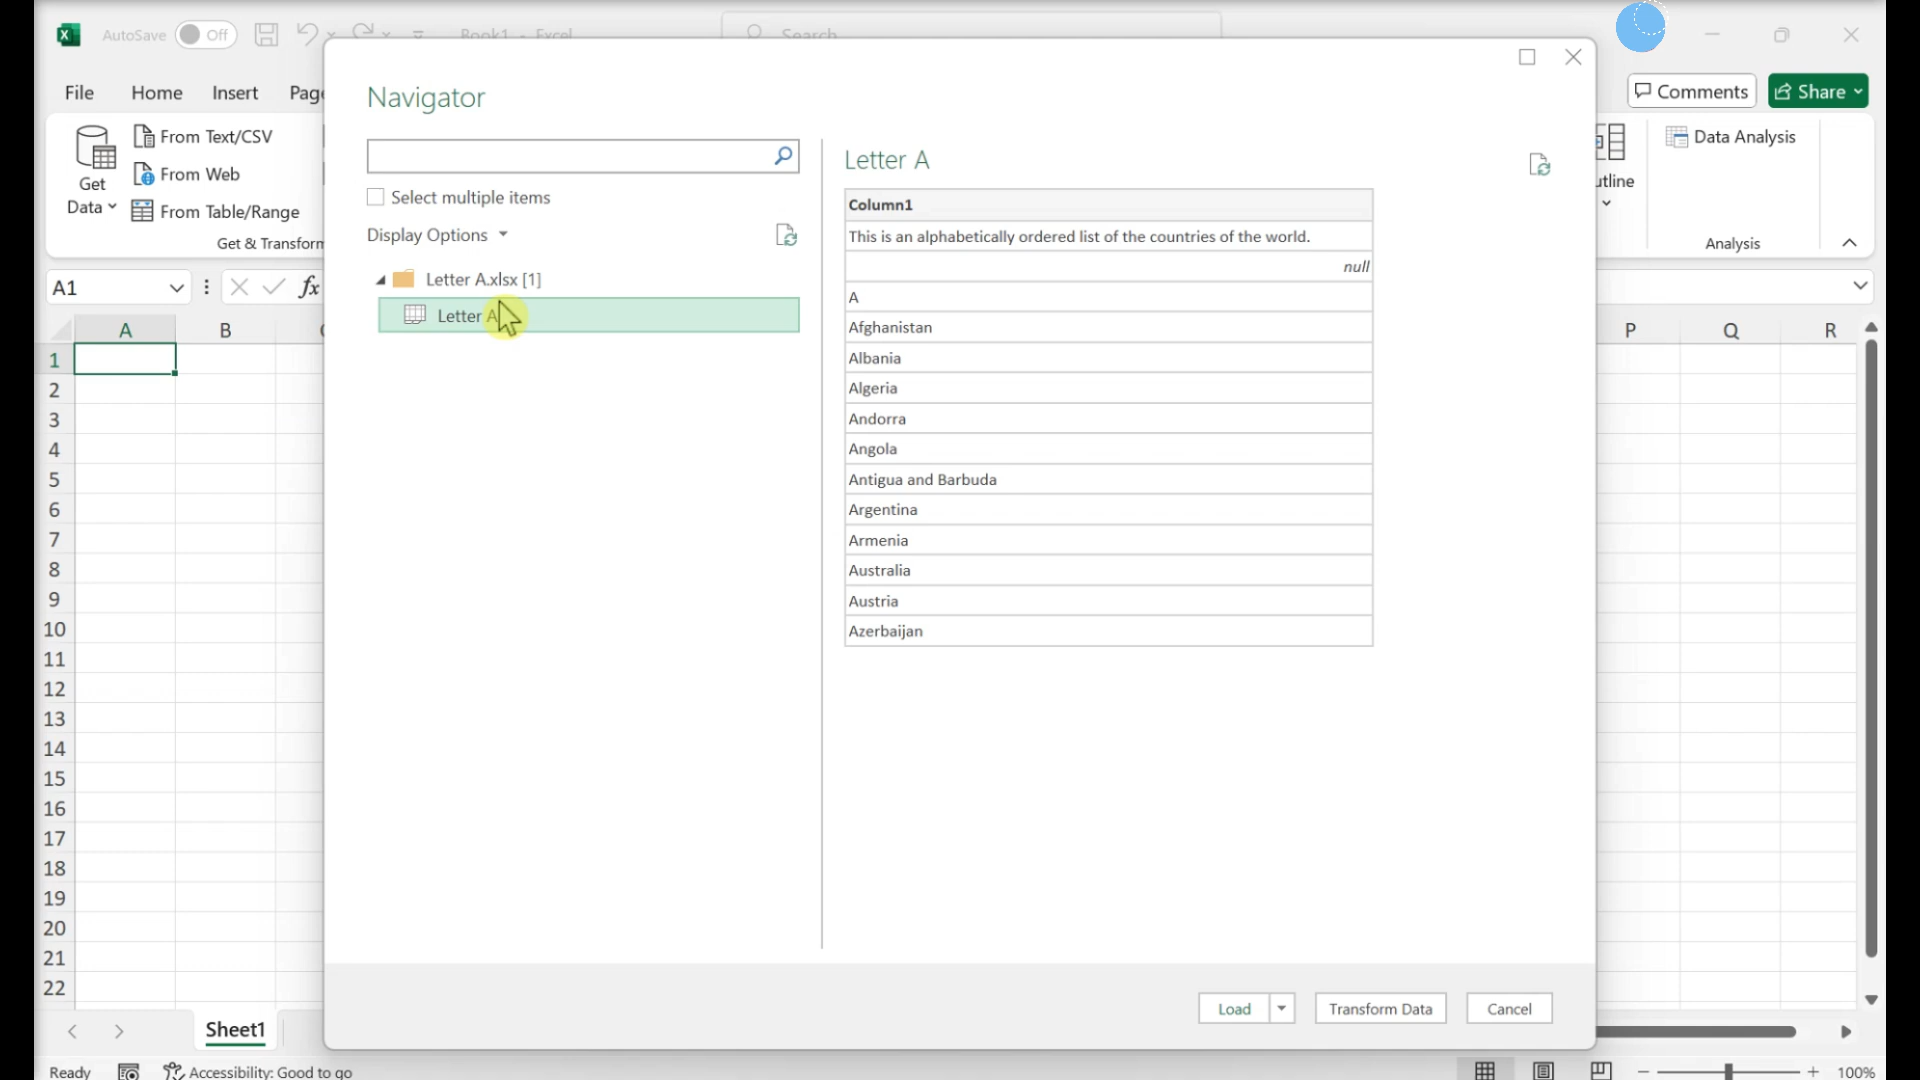 AutoSave Off Book1 - Excel Search
File Home Insert Page
Comments Share
Get Data
From Text/CSV
From Web
From Table/Range
Get & Transform
utline
Data Analysis
Analysis
A1 fx
A B P Q R
1
2
3
4
5
6
7
8
9
10
11
12
13
14
15
16
17
18
19
20
21
22
Navigator
Select multiple items
Display Options
Letter A.xlsx [1]
Letter A
Letter A
Column1
This is an alphabetically ordered list of the countries of the world.
null
A
Afghanistan
Albania
Algeria
Andorra
Angola
Antigua and Barbuda
Argentina
Armenia
Australia
Austria
Azerbaijan
Load Transform Data Cancel
Sheet1
Ready Accessibility: Good to go 100%